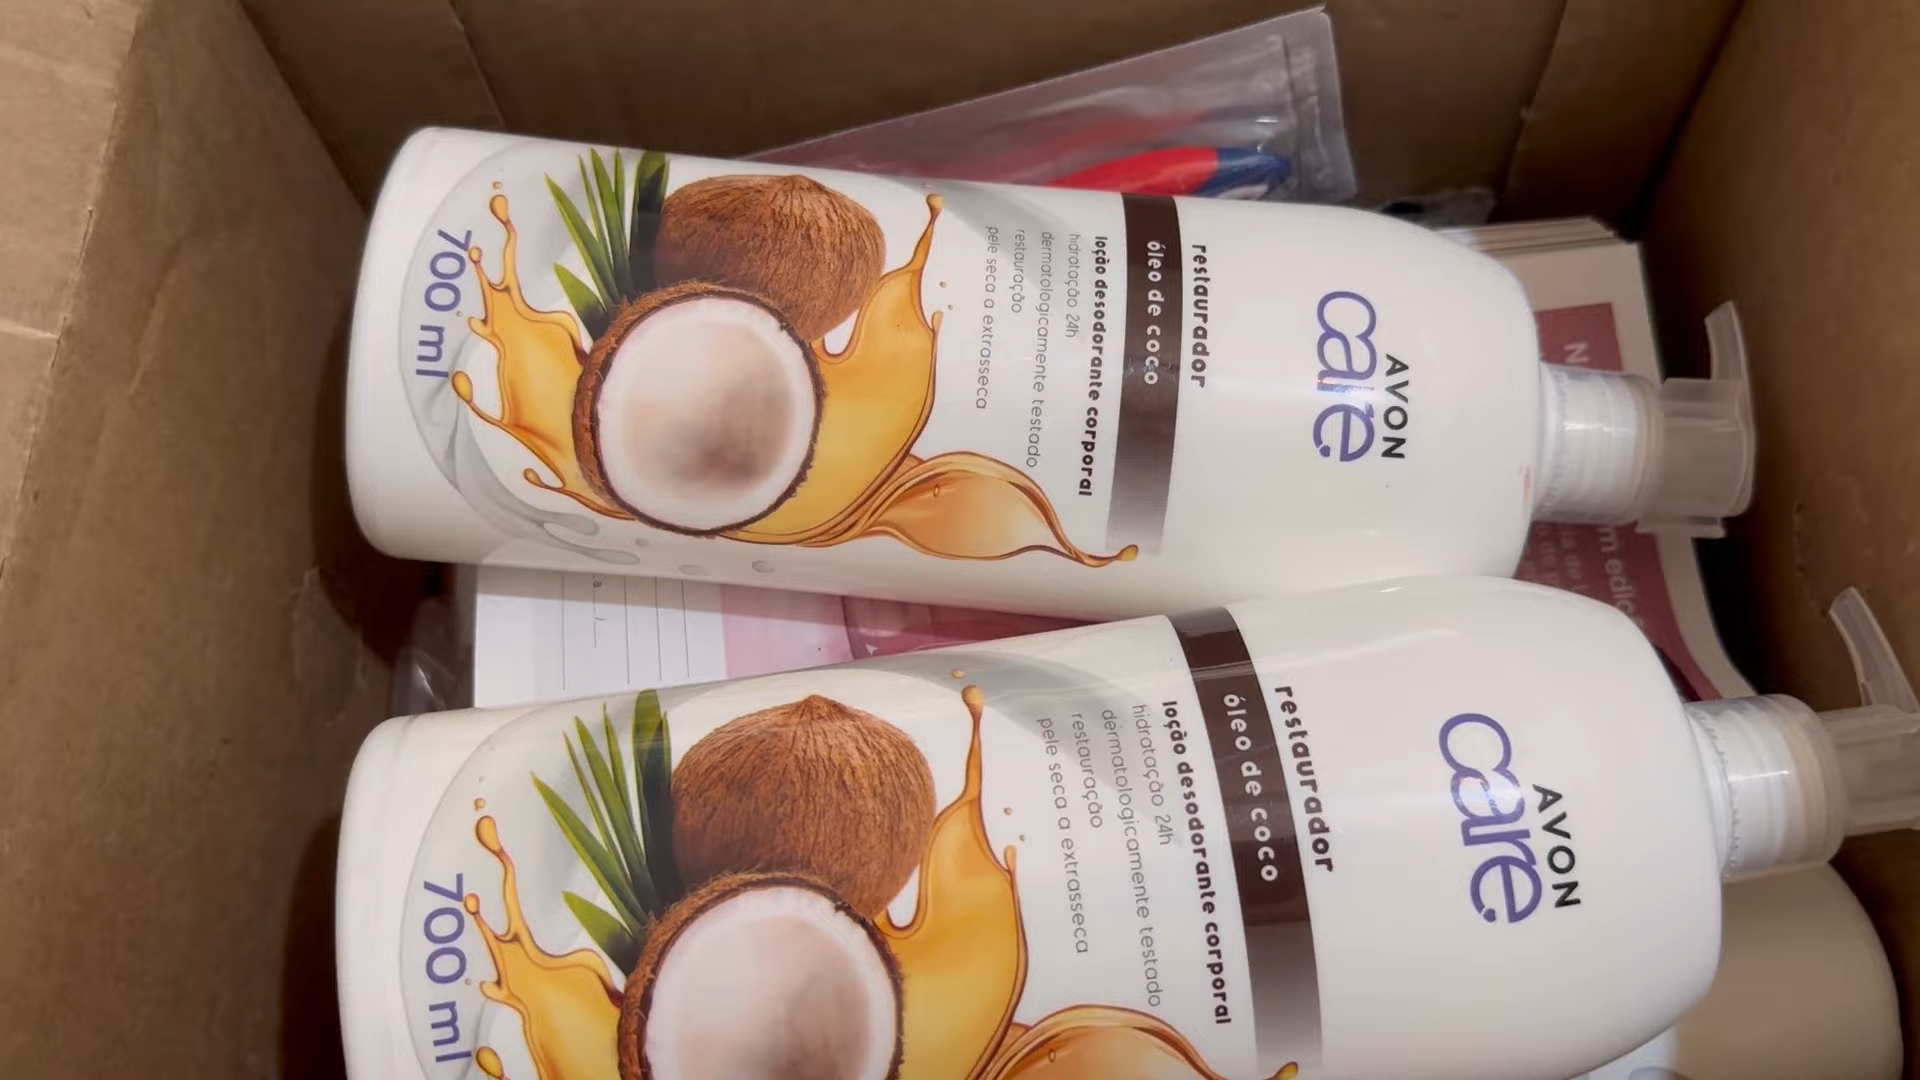 AVON
care.
restaurador
óleo de coco
loção desodorante corporal
hidratação 24h
dermatologicamente testado
restauração
pele seca a extrasseca
700 ml
AVON
care.
restaurador
óleo de coco
loção desodorante corporal
hidratação 24h
dermatologicamente testado
restauração
pele seca a extrasseca
700 ml